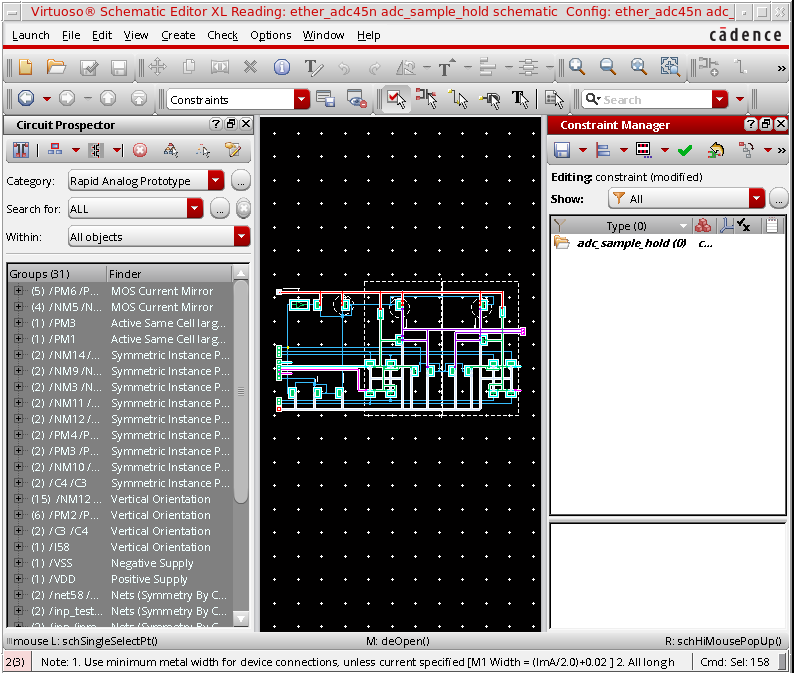 Virtuoso® Schematic Editor XL Reading: ether_adc45n adc_sample_hold schematic Config: ether_adc45n adc_
Launch File Edit View Create Check Options Window Help
cādence
Constraints
Search
Circuit Prospector
Category: Rapid Analog Prototype
Search for: ALL
Within: All objects
Groups (31) Finder
(5) /PM6 /P... MOS Current Mirror
(4) /NM5 /N... MOS Current Mirror
(1) /PM3 Active Same Cell larg...
(1) /PM1 Active Same Cell larg...
(2) /NM14/... Symmetric Instance P...
(2) /NM9 /N... Symmetric Instance P...
(2) /NM3 /N... Symmetric Instance P...
(2) /NM11 /... Symmetric Instance P...
(2) /NM12 /... Symmetric Instance P...
(2) /PM4 /P... Symmetric Instance P...
(2) /PM3 /P... Symmetric Instance P...
(2) /NM10 /... Symmetric Instance P...
(2) /C4 /C3 Symmetric Instance P...
(15) /NM12 ... Vertical Orientation
(6) /PM2 /P... Vertical Orientation
(2) /C3 /C4 Vertical Orientation
(1) /I58 Vertical Orientation
(1) /VSS Negative Supply
(1) /VDD Positive Supply
(2) /net58 /... Nets (Symmetry By C...
(2) /inp_test... Nets (Symmetry By C...
Constraint Manager
Editing: constraint (modified)
Show: All
...
Type (0)
adc_sample_hold (0) c...
mouse L: schSingleSelectPt() M: deOpen() R: schHiMousePopUp()
2(3) Note: 1. Use minimum metal width for device connections, unless current specified [M1 Width = (ImA/2.0)+0.02 ] 2. All longh Cmd: Sel: 158